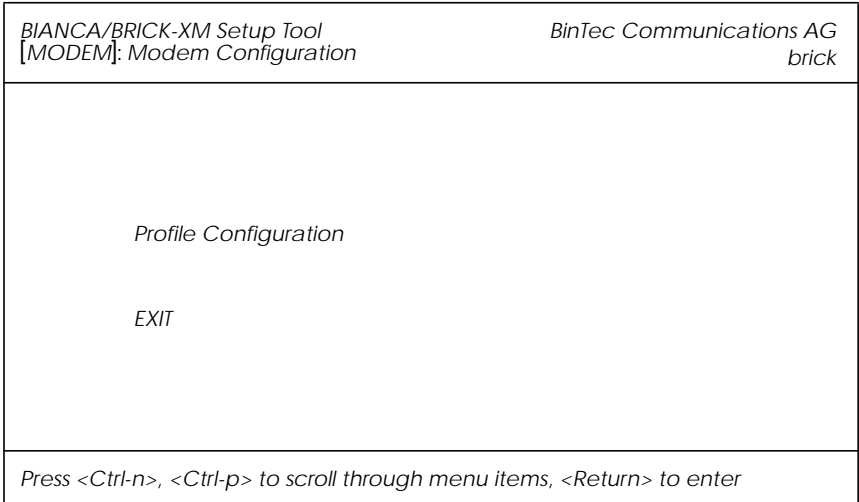 BIANCA/BRICK-XM Setup Tool BinTec Communications AG
[MODEM]: Modem Configuration brick
Profile Configuration
EXIT
Press <Ctrl-n>, <Ctrl-p> to scroll through menu items, <Return> to enter